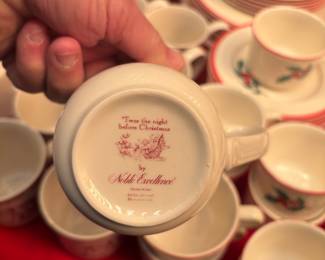 'Twas the night
before Christmas
by
Noble Excellence